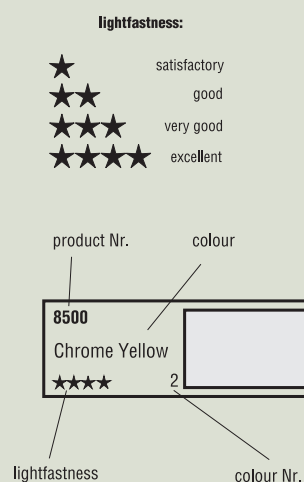 lightfastness:
★ satisfactory
★★ good
★★★ very good
★★★★ excellent
product Nr. colour
8500
Chrome Yellow
★★★★ 2
lightfastness colour Nr.